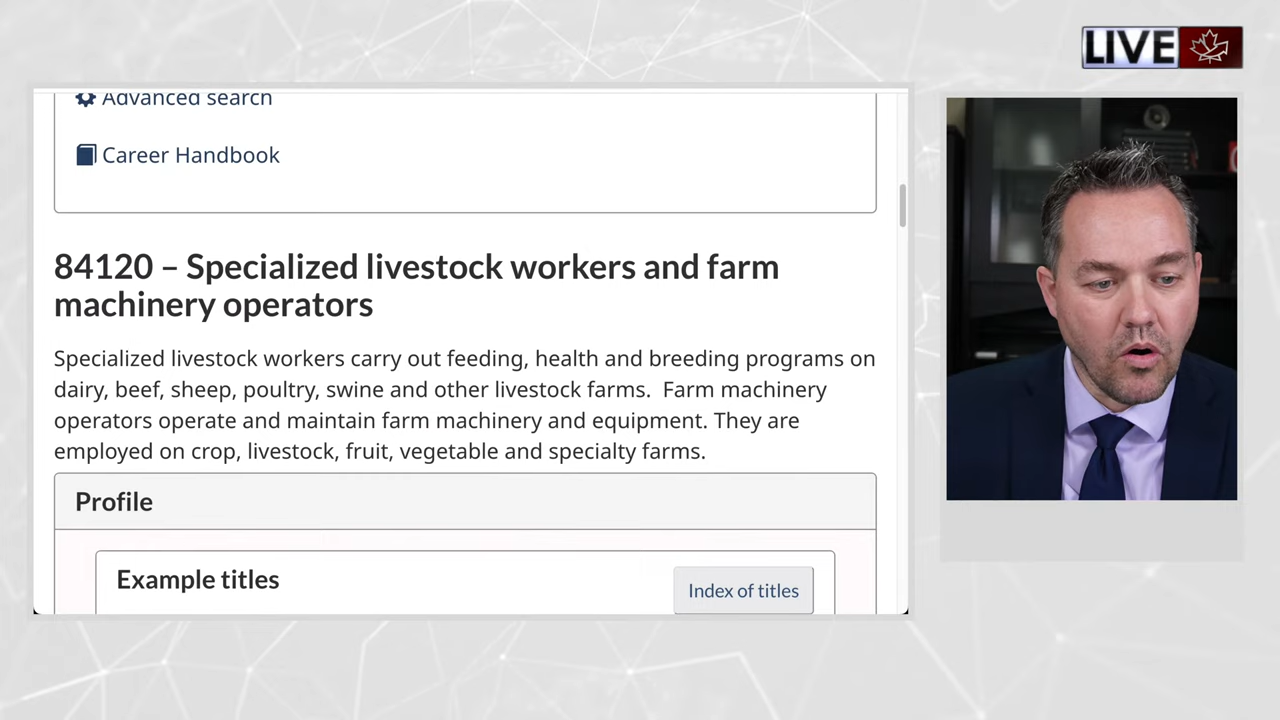 LIVE
Advanced search
Career Handbook
84120 – Specialized livestock workers and farm
machinery operators
Specialized livestock workers carry out feeding, health and breeding programs on
dairy, beef, sheep, poultry, swine and other livestock farms.  Farm machinery
operators operate and maintain farm machinery and equipment. They are
employed on crop, livestock, fruit, vegetable and specialty farms.
Profile
Example titles
Index of titles